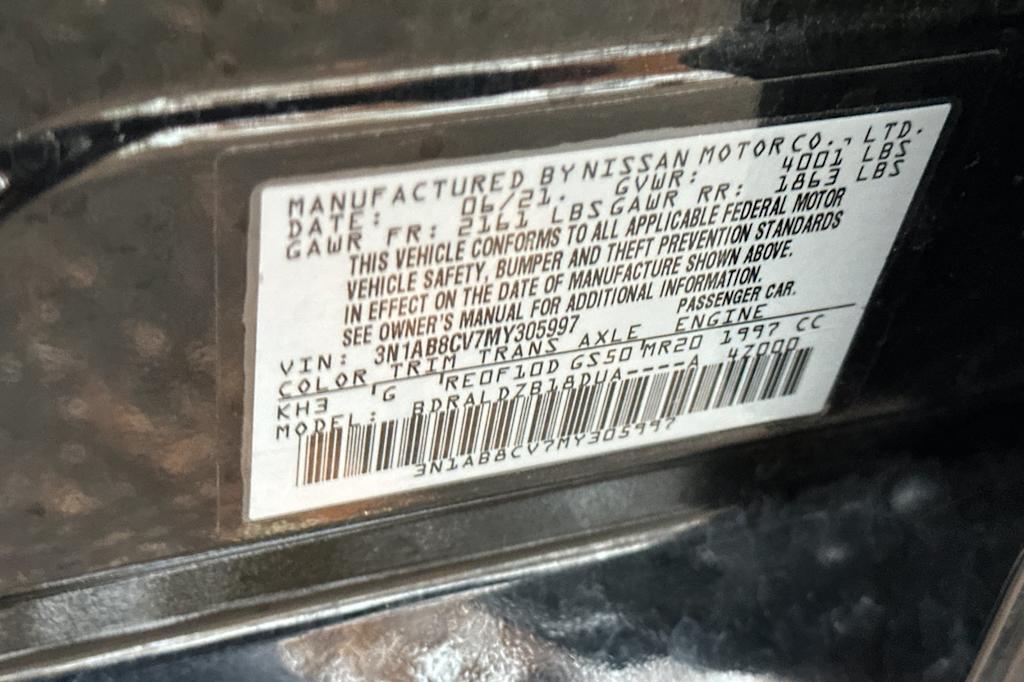 MANUFACTURED BY NISSAN MOTOR CO., LTD.
DATE: 06/21. GVWR: 4001 LBS
GAWR FR: 2161 LBS GAWR RR: 1863 LBS
THIS VEHICLE CONFORMS TO ALL APPLICABLE FEDERAL MOTOR
VEHICLE SAFETY, BUMPER AND THEFT PREVENTION STANDARDS
IN EFFECT ON THE DATE OF MANUFACTURE SHOWN ABOVE.
SEE OWNER'S MANUAL FOR ADDITIONAL INFORMATION.
VIN: 3N1AB8CV7MY305997 PASSENGER CAR.
COLOR TRIM TRANS AXLE ENGINE
KH3 G RE0F10D GS50 MR20 1997 CC
MODEL: BDRALDZB18DUA----A 47000
3N1AB8CV7MY305997